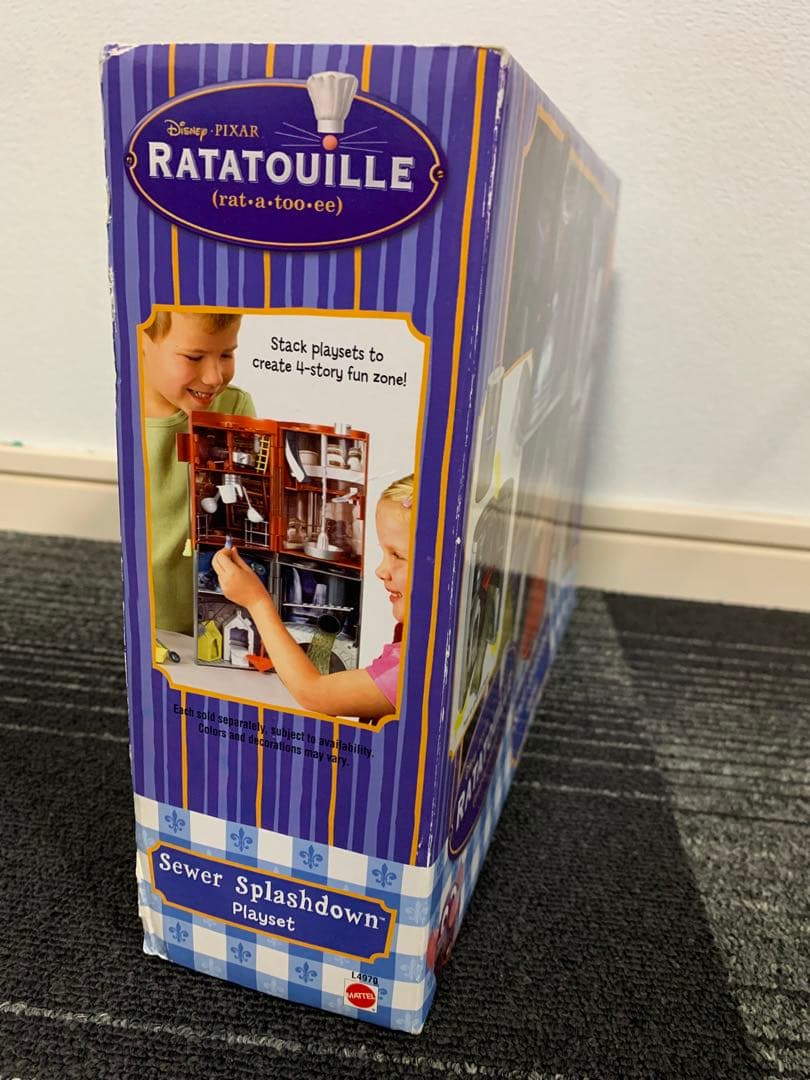 Disney·PIXAR
RATATOUILLE
(rat•a•too•ee)
Stack playsets to
create 4-story fun zone!
Each sold separately, subject to availability.
Colors and decorations may vary.
Sewer Splashdown™
Playset
L4979
MATTEL